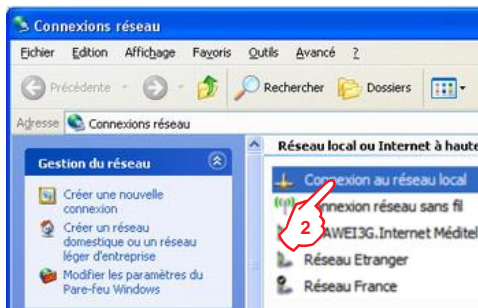 Connexions réseau
Fichier Edition Affichage Favoris Outils Avancé ?
Précédente Rechercher Dossiers
Adresse Connexions réseau
Gestion du réseau
Créer une nouvelle
connexion
Créer un réseau
domestique ou un réseau
léger d'entreprise
Modifier les paramètres du
Pare-feu Windows
Réseau local ou Internet à haute
Connexion au réseau local
nnexion réseau sans fil
2
AWEI3G.Internet Méditel
Réseau Etranger
Réseau France